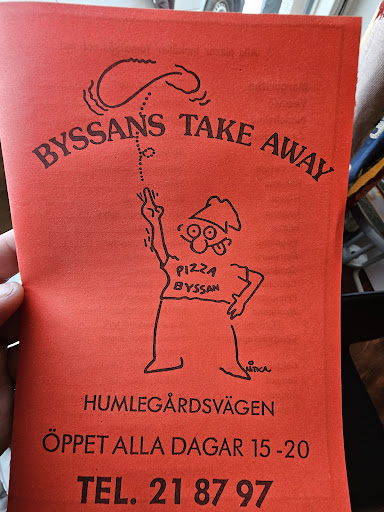 BYSSANS TAKE AWAY
PIZZA
BYSSAN
HUMLEGÅRDSVÄGEN
ÖPPET ALLA DAGAR 15-20
TEL. 21 87 97